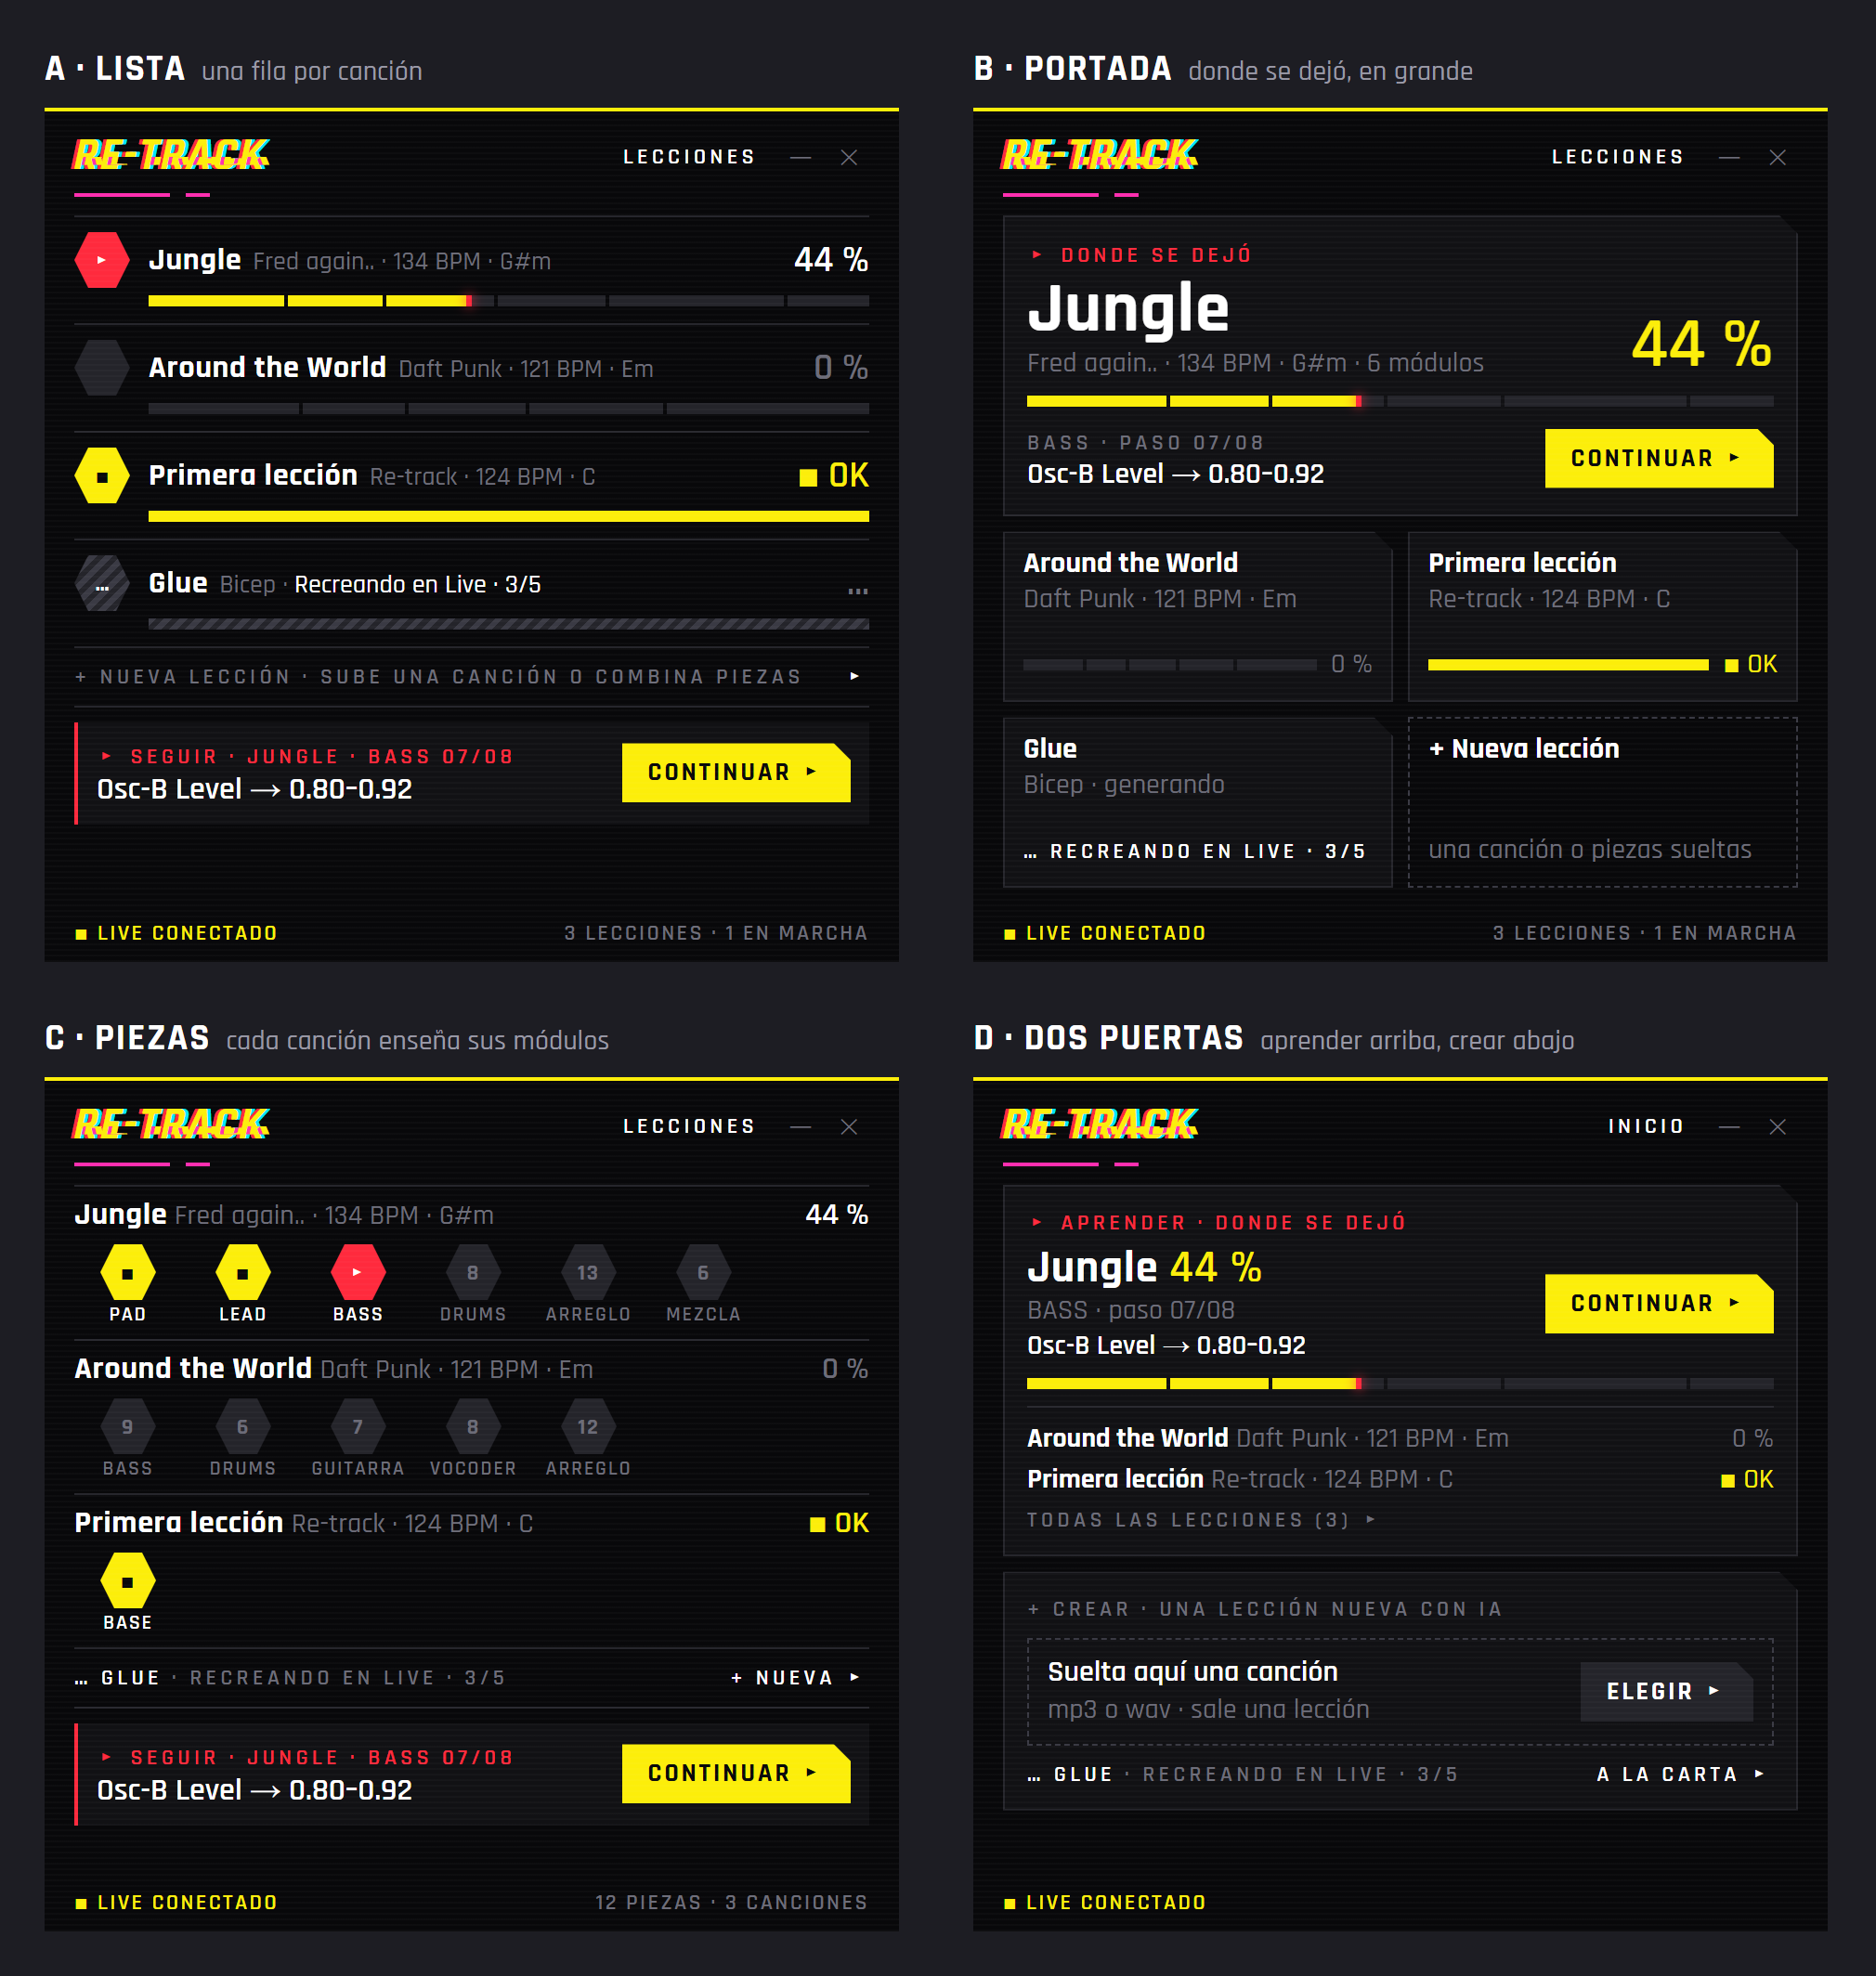 A · LISTA una fila por canción
RE-TRACK LECCIONES — ×
▸ Jungle Fred again.. · 134 BPM · G#m 44 %
Around the World Daft Punk · 121 BPM · Em 0 %
■ Primera lección Re-track · 124 BPM · C ■ OK
… Glue Bicep · Recreando en Live · 3/5 …
+ NUEVA LECCIÓN · SUBE UNA CANCIÓN O COMBINA PIEZAS ▸
▸ SEGUIR · JUNGLE · BASS 07/08
Osc-B Level → 0.80–0.92
CONTINUAR ▸
■ LIVE CONECTADO 3 LECCIONES · 1 EN MARCHA
B · PORTADA donde se dejó, en grande
RE-TRACK LECCIONES — ×
▸ DONDE SE DEJÓ
Jungle
Fred again.. · 134 BPM · G#m · 6 módulos
44 %
BASS · PASO 07/08
Osc-B Level → 0.80–0.92
CONTINUAR ▸
Around the World
Daft Punk · 121 BPM · Em
0 %
Primera lección
Re-track · 124 BPM · C
■ OK
Glue
Bicep · generando
… RECREANDO EN LIVE · 3/5
+ Nueva lección
una canción o piezas sueltas
■ LIVE CONECTADO 3 LECCIONES · 1 EN MARCHA
C · PIEZAS cada canción enseña sus módulos
RE-TRACK LECCIONES — ×
Jungle Fred again.. · 134 BPM · G#m 44 %
■ ■ ▸ 8 13 6
PAD LEAD BASS DRUMS ARREGLO MEZCLA
Around the World Daft Punk · 121 BPM · Em 0 %
9 6 7 8 12
BASS DRUMS GUITARRA VOCODER ARREGLO
Primera lección Re-track · 124 BPM · C ■ OK
■
BASE
… GLUE · RECREANDO EN LIVE · 3/5 + NUEVA ▸
▸ SEGUIR · JUNGLE · BASS 07/08
Osc-B Level → 0.80–0.92
CONTINUAR ▸
■ LIVE CONECTADO 12 PIEZAS · 3 CANCIONES
D · DOS PUERTAS aprender arriba, crear abajo
RE-TRACK INICIO — ×
▸ APRENDER · DONDE SE DEJÓ
Jungle 44 %
BASS · paso 07/08
Osc-B Level → 0.80–0.92
CONTINUAR ▸
Around the World Daft Punk · 121 BPM · Em 0 %
Primera lección Re-track · 124 BPM · C ■ OK
TODAS LAS LECCIONES (3) ▸
+ CREAR · UNA LECCIÓN NUEVA CON IA
Suelta aquí una canción
mp3 o wav · sale una lección
ELEGIR ▸
… GLUE · RECREANDO EN LIVE · 3/5 A LA CARTA ▸
■ LIVE CONECTADO